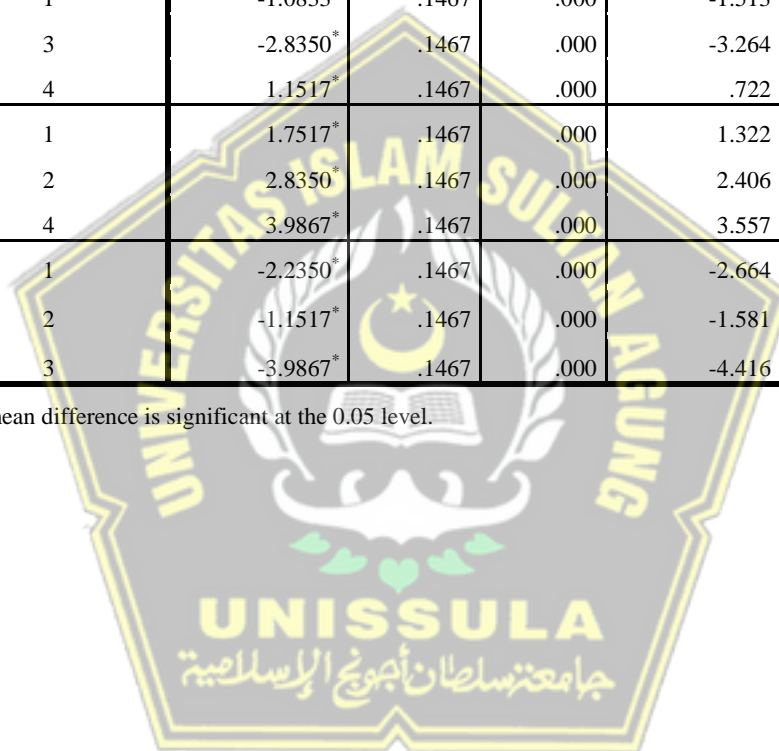 3 -2.8350* .1467 .000 -3.264
4 1.1517* .1467 .000 .722
1 1.7517* .1467 .000 1.322
2 2.8350* .1467 .000 2.406
4 3.9867* .1467 .000 3.557
1 -2.2350* .1467 .000 -2.664
2 -1.1517* .1467 .000 -1.581
3 -3.9867* .1467 .000 -4.416
mean difference is significant at the 0.05 level.
UNIVERSITAS ISLAM SULTAN AGUNG
UNISSULA
جامعة سلطان أجونج الإسلامية